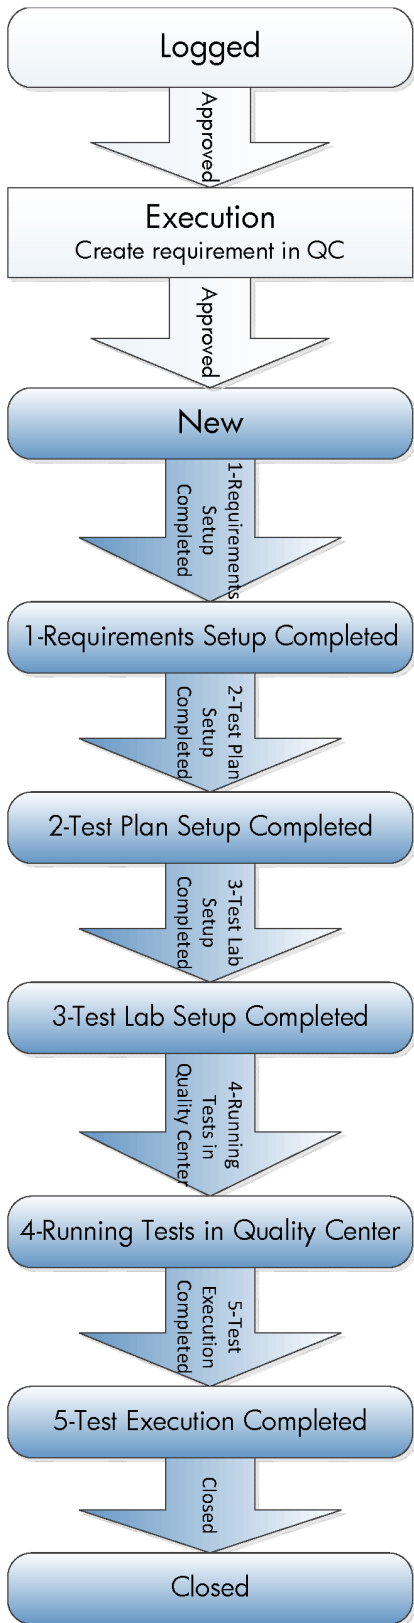 Logged
Approved
Execution
Create requirement in QC
Approved
New
1-Requirements
Setup
Completed
1-Requirements Setup Completed
2-Test Plan
Setup
Completed
2-Test Plan Setup Completed
3-Test Lab
Setup
Completed
3-Test Lab Setup Completed
4-Running
Tests in
Quality Center
4-Running Tests in Quality Center
5-Test
Execution
Completed
5-Test Execution Completed
Closed
Closed